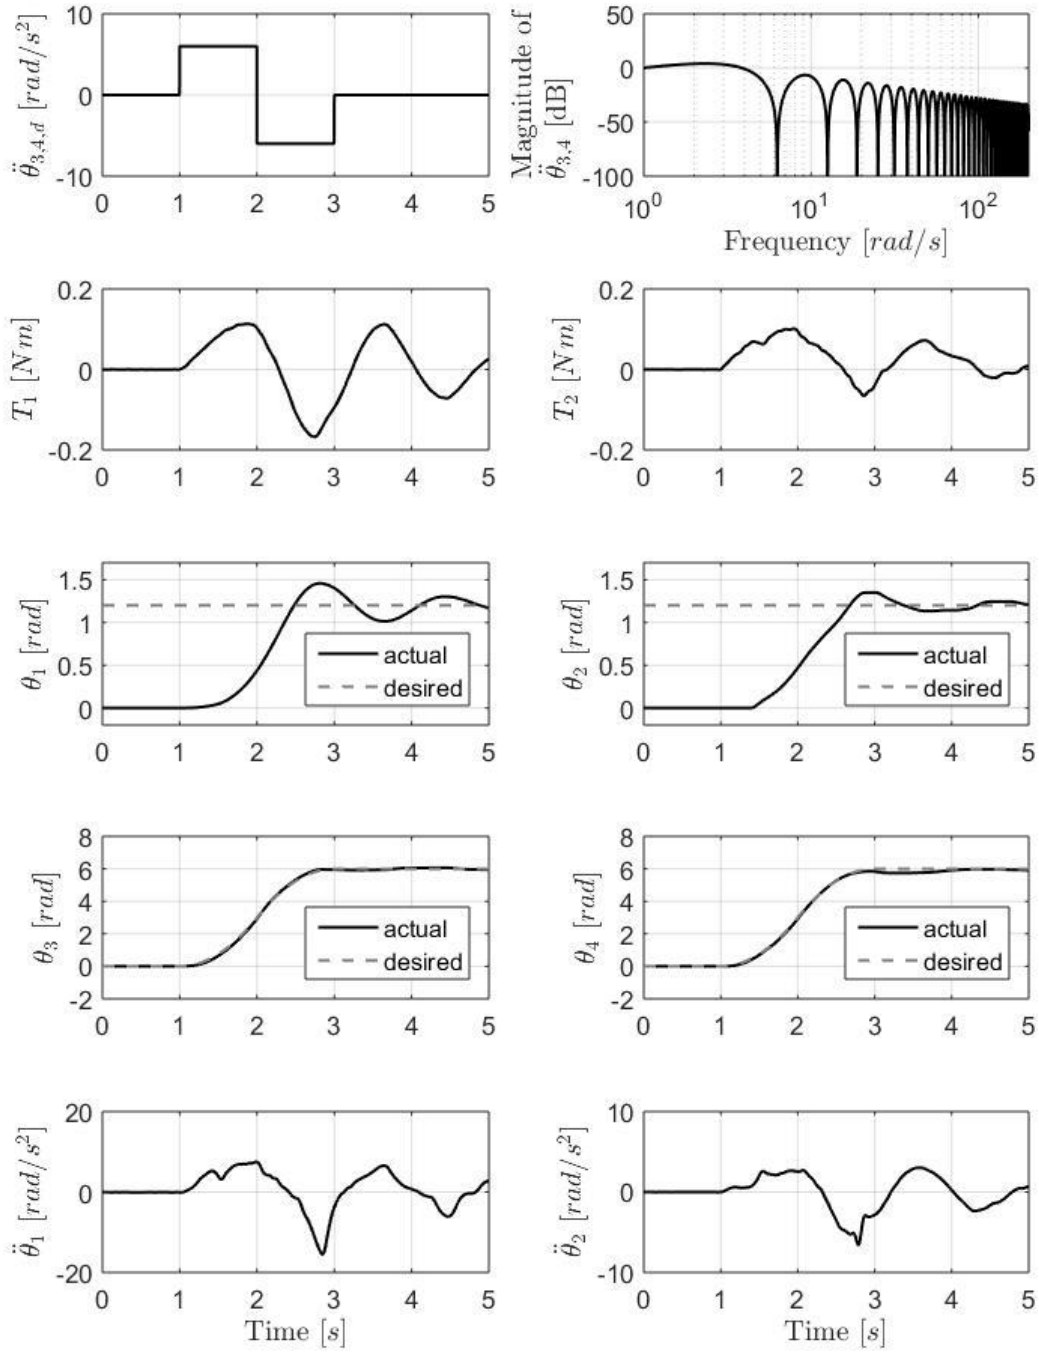 10
0
-10
0 1 2 3 4 5
θ̈₃,₄,d [rad/s²]
50
0
-50
-100
10⁰ 10¹ 10²
Magnitude of
θ̈₃,₄ [dB]
Frequency [rad/s]
0.2
0
-0.2
0 1 2 3 4 5
T₁ [Nm]
0.2
0
-0.2
0 1 2 3 4 5
T₂ [Nm]
1.5
1
0.5
0
0 1 2 3 4 5
θ₁ [rad]
actual
desired
1.5
1
0.5
0
0 1 2 3 4 5
θ₂ [rad]
actual
desired
8
6
4
2
0
-2
0 1 2 3 4 5
θ₃ [rad]
actual
desired
8
6
4
2
0
-2
0 1 2 3 4 5
θ₄ [rad]
actual
desired
20
0
-20
0 1 2 3 4 5
θ̈₁ [rad/s²]
Time [s]
10
0
-10
0 1 2 3 4 5
θ̈₂ [rad/s²]
Time [s]